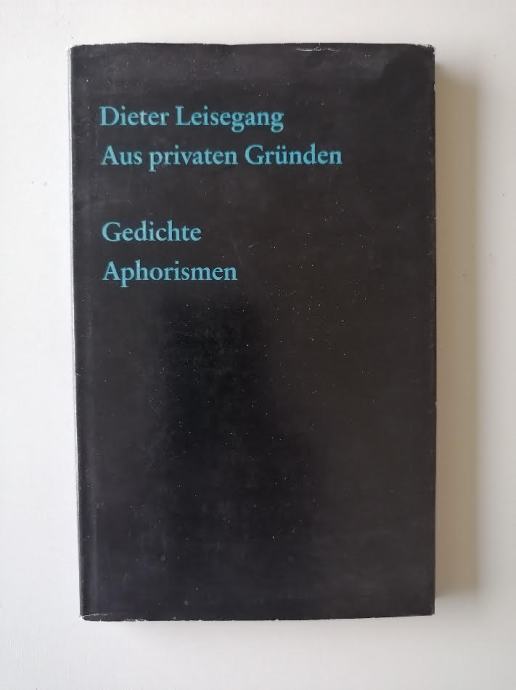 Dieter Leisegang
Aus privaten Gründen
Gedichte
Aphorismen